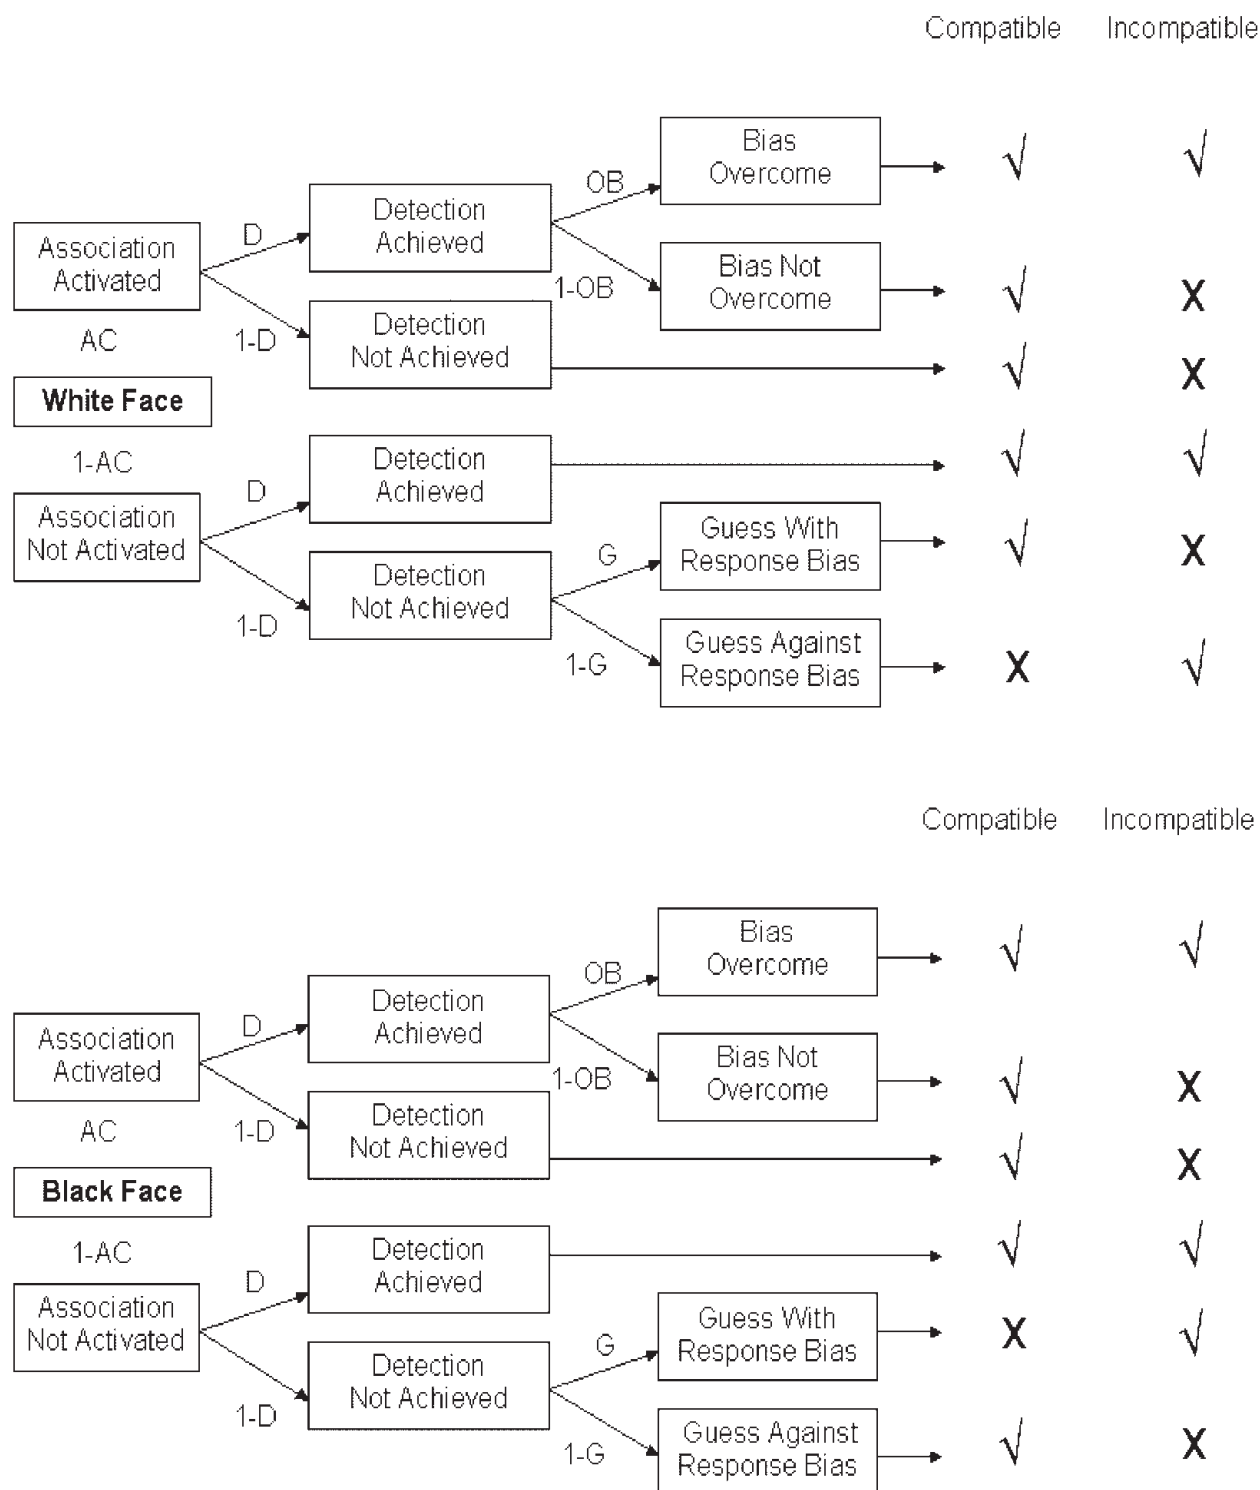 Compatible Incompatible
Bias
Overcome
√ √
OB
Detection
Achieved
D
Association
Activated
Bias Not
Overcome
√ X
1-OB
Detection
Not Achieved
1-D
AC
√ X
White Face
1-AC
Detection
Achieved
√ √
D
Association
Not Activated
Guess With
Response Bias
√ X
G
Detection
Not Achieved
1-D
Guess Against
Response Bias
1-G
X √
Compatible Incompatible
Bias
Overcome
√ √
OB
Detection
Achieved
D
Association
Activated
Bias Not
Overcome
1-OB
√ X
Detection
Not Achieved
1-D
AC
√ X
Black Face
1-AC
Detection
Achieved
√ √
D
Association
Not Activated
Guess With
Response Bias
X √
G
Detection
Not Achieved
1-D
Guess Against
Response Bias
1-G
√ X